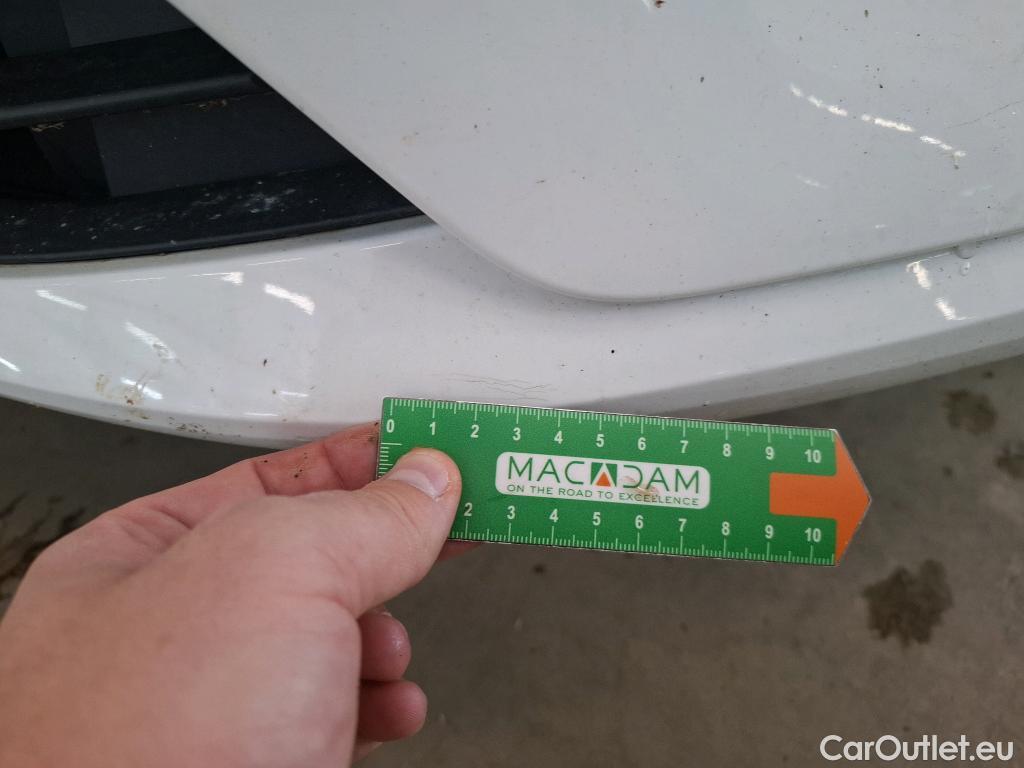 0 1 2 3 4 5 6 7 8 9 10
MACADAM
ON THE ROAD TO EXCELLENCE
2 3 4 5 6 7 8 9 10
CarOutlet.eu